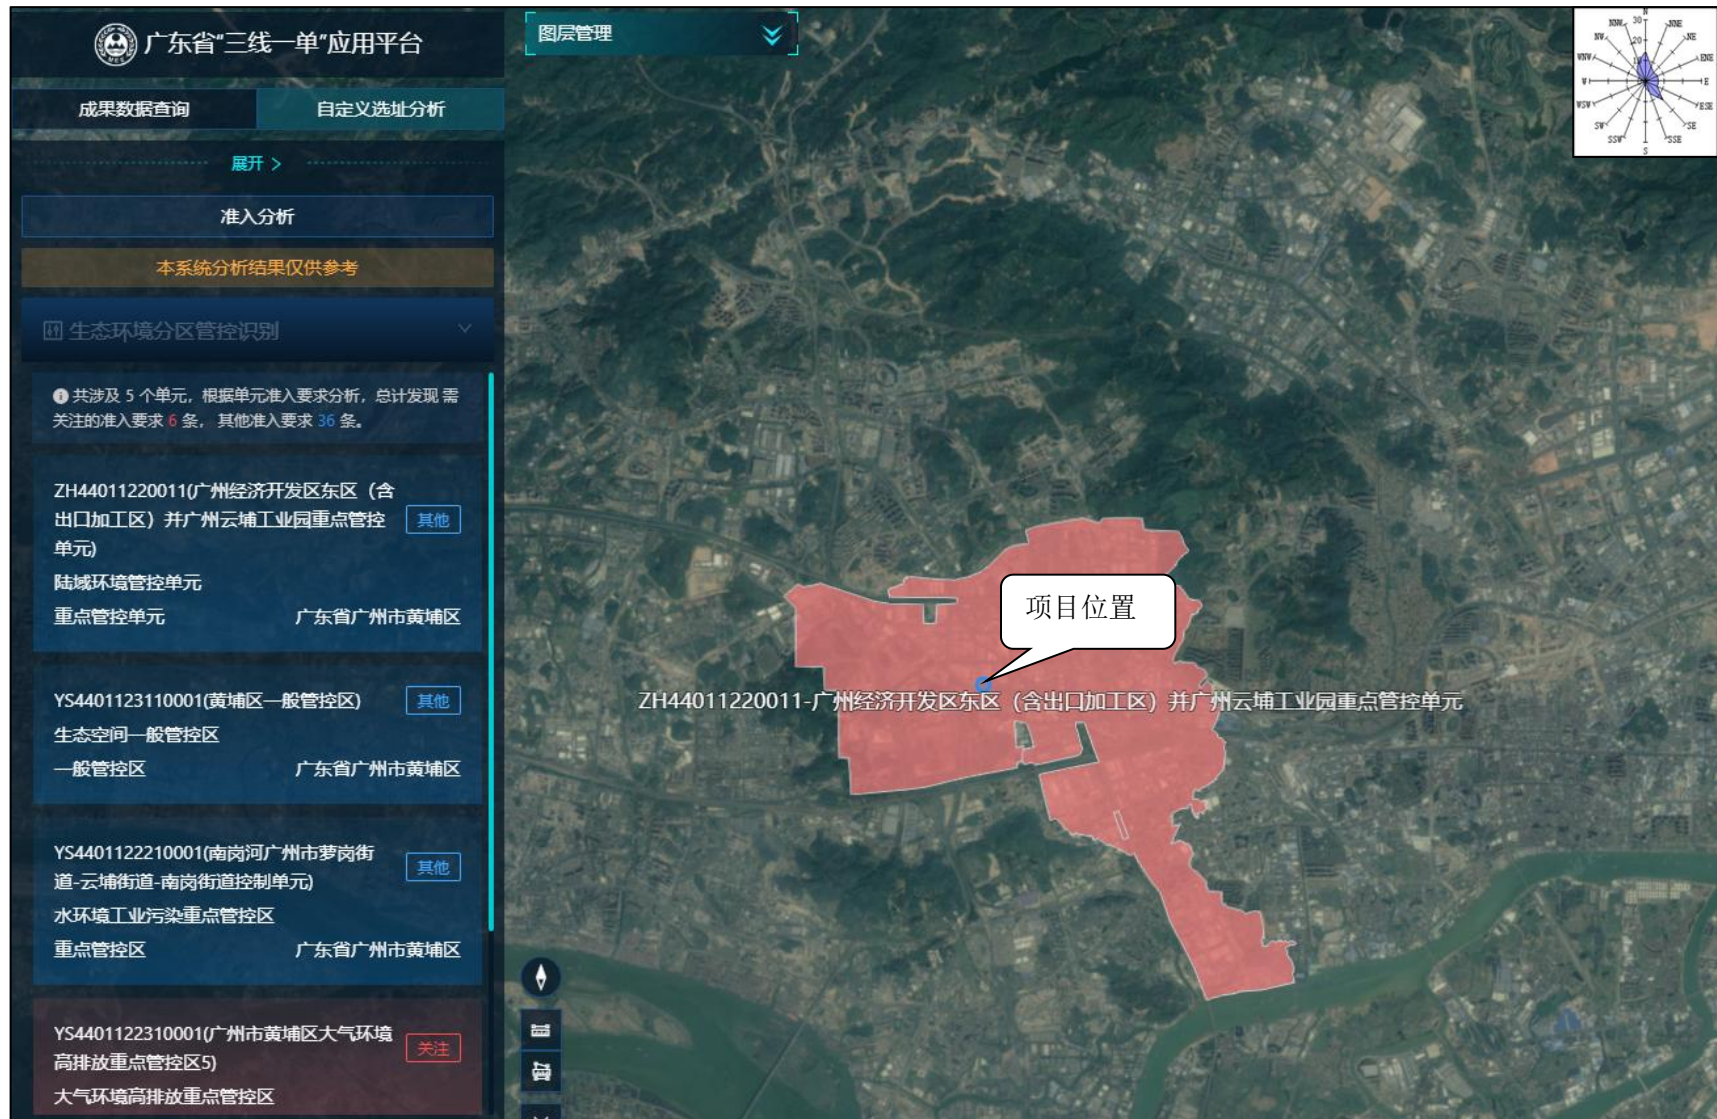 广东省“三线一单”应用平台
成果数据查询
自定义选址分析
展开 >
准入分析
本系统分析结果仅供参考
生态环境分区管控识别
共涉及 5 个单元，根据单元准入要求分析，总计发现 需
关注的准入要求 6 条， 其他准入要求 36 条。
ZH44011220011(广州经济开发区东区（含
出口加工区）并广州云埔工业园重点管控
单元)
其他
陆域环境管控单元
重点管控单元
广东省广州市黄埔区
YS4401123110001(黄埔区一般管控区)
其他
生态空间一般管控区
一般管控区
广东省广州市黄埔区
YS4401122210001(南岗河广州市萝岗街
道-云埔街道-南岗街道控制单元)
其他
水环境工业污染重点管控区
重点管控区
广东省广州市黄埔区
YS4401122310001(广州市黄埔区大气环境
高排放重点管控区5)
关注
大气环境高排放重点管控区
图层管理
项目位置
ZH44011220011-广州经济开发区东区（含出口加工区）并广州云埔工业园重点管控单元
N
NNE
NE
ENE
E
ESE
SE
SSE
S
SSW
SW
WSW
W
WNW
NW
NNW
30
20